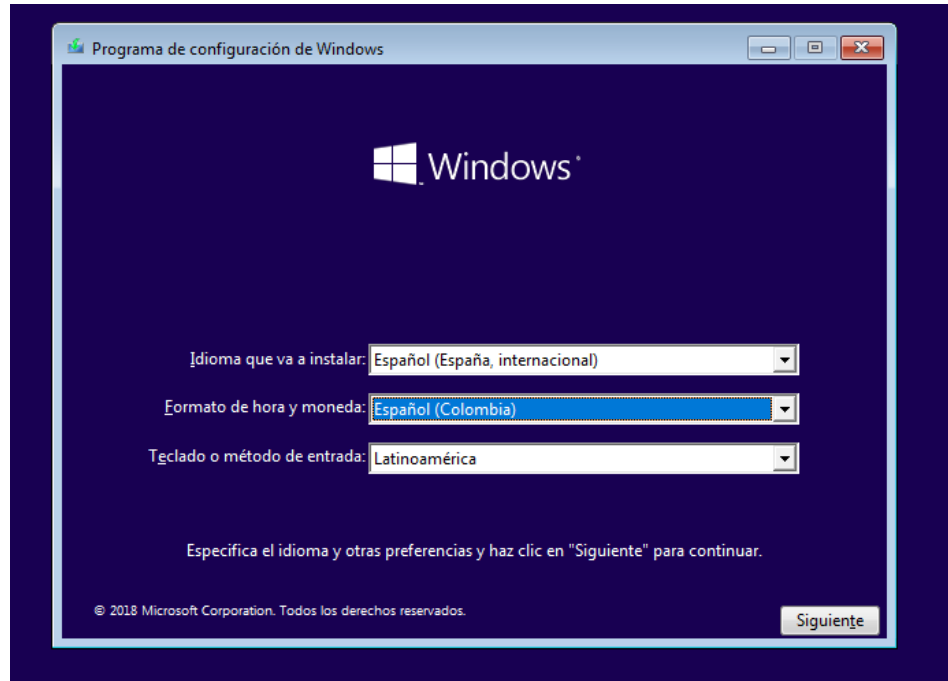 Programa de configuración de Windows
Windows
Idioma que va a instalar: Español (España, internacional)
Formato de hora y moneda: Español (Colombia)
Teclado o método de entrada: Latinoamérica
Especifica el idioma y otras preferencias y haz clic en "Siguiente" para continuar.
© 2018 Microsoft Corporation. Todos los derechos reservados.
Siguiente